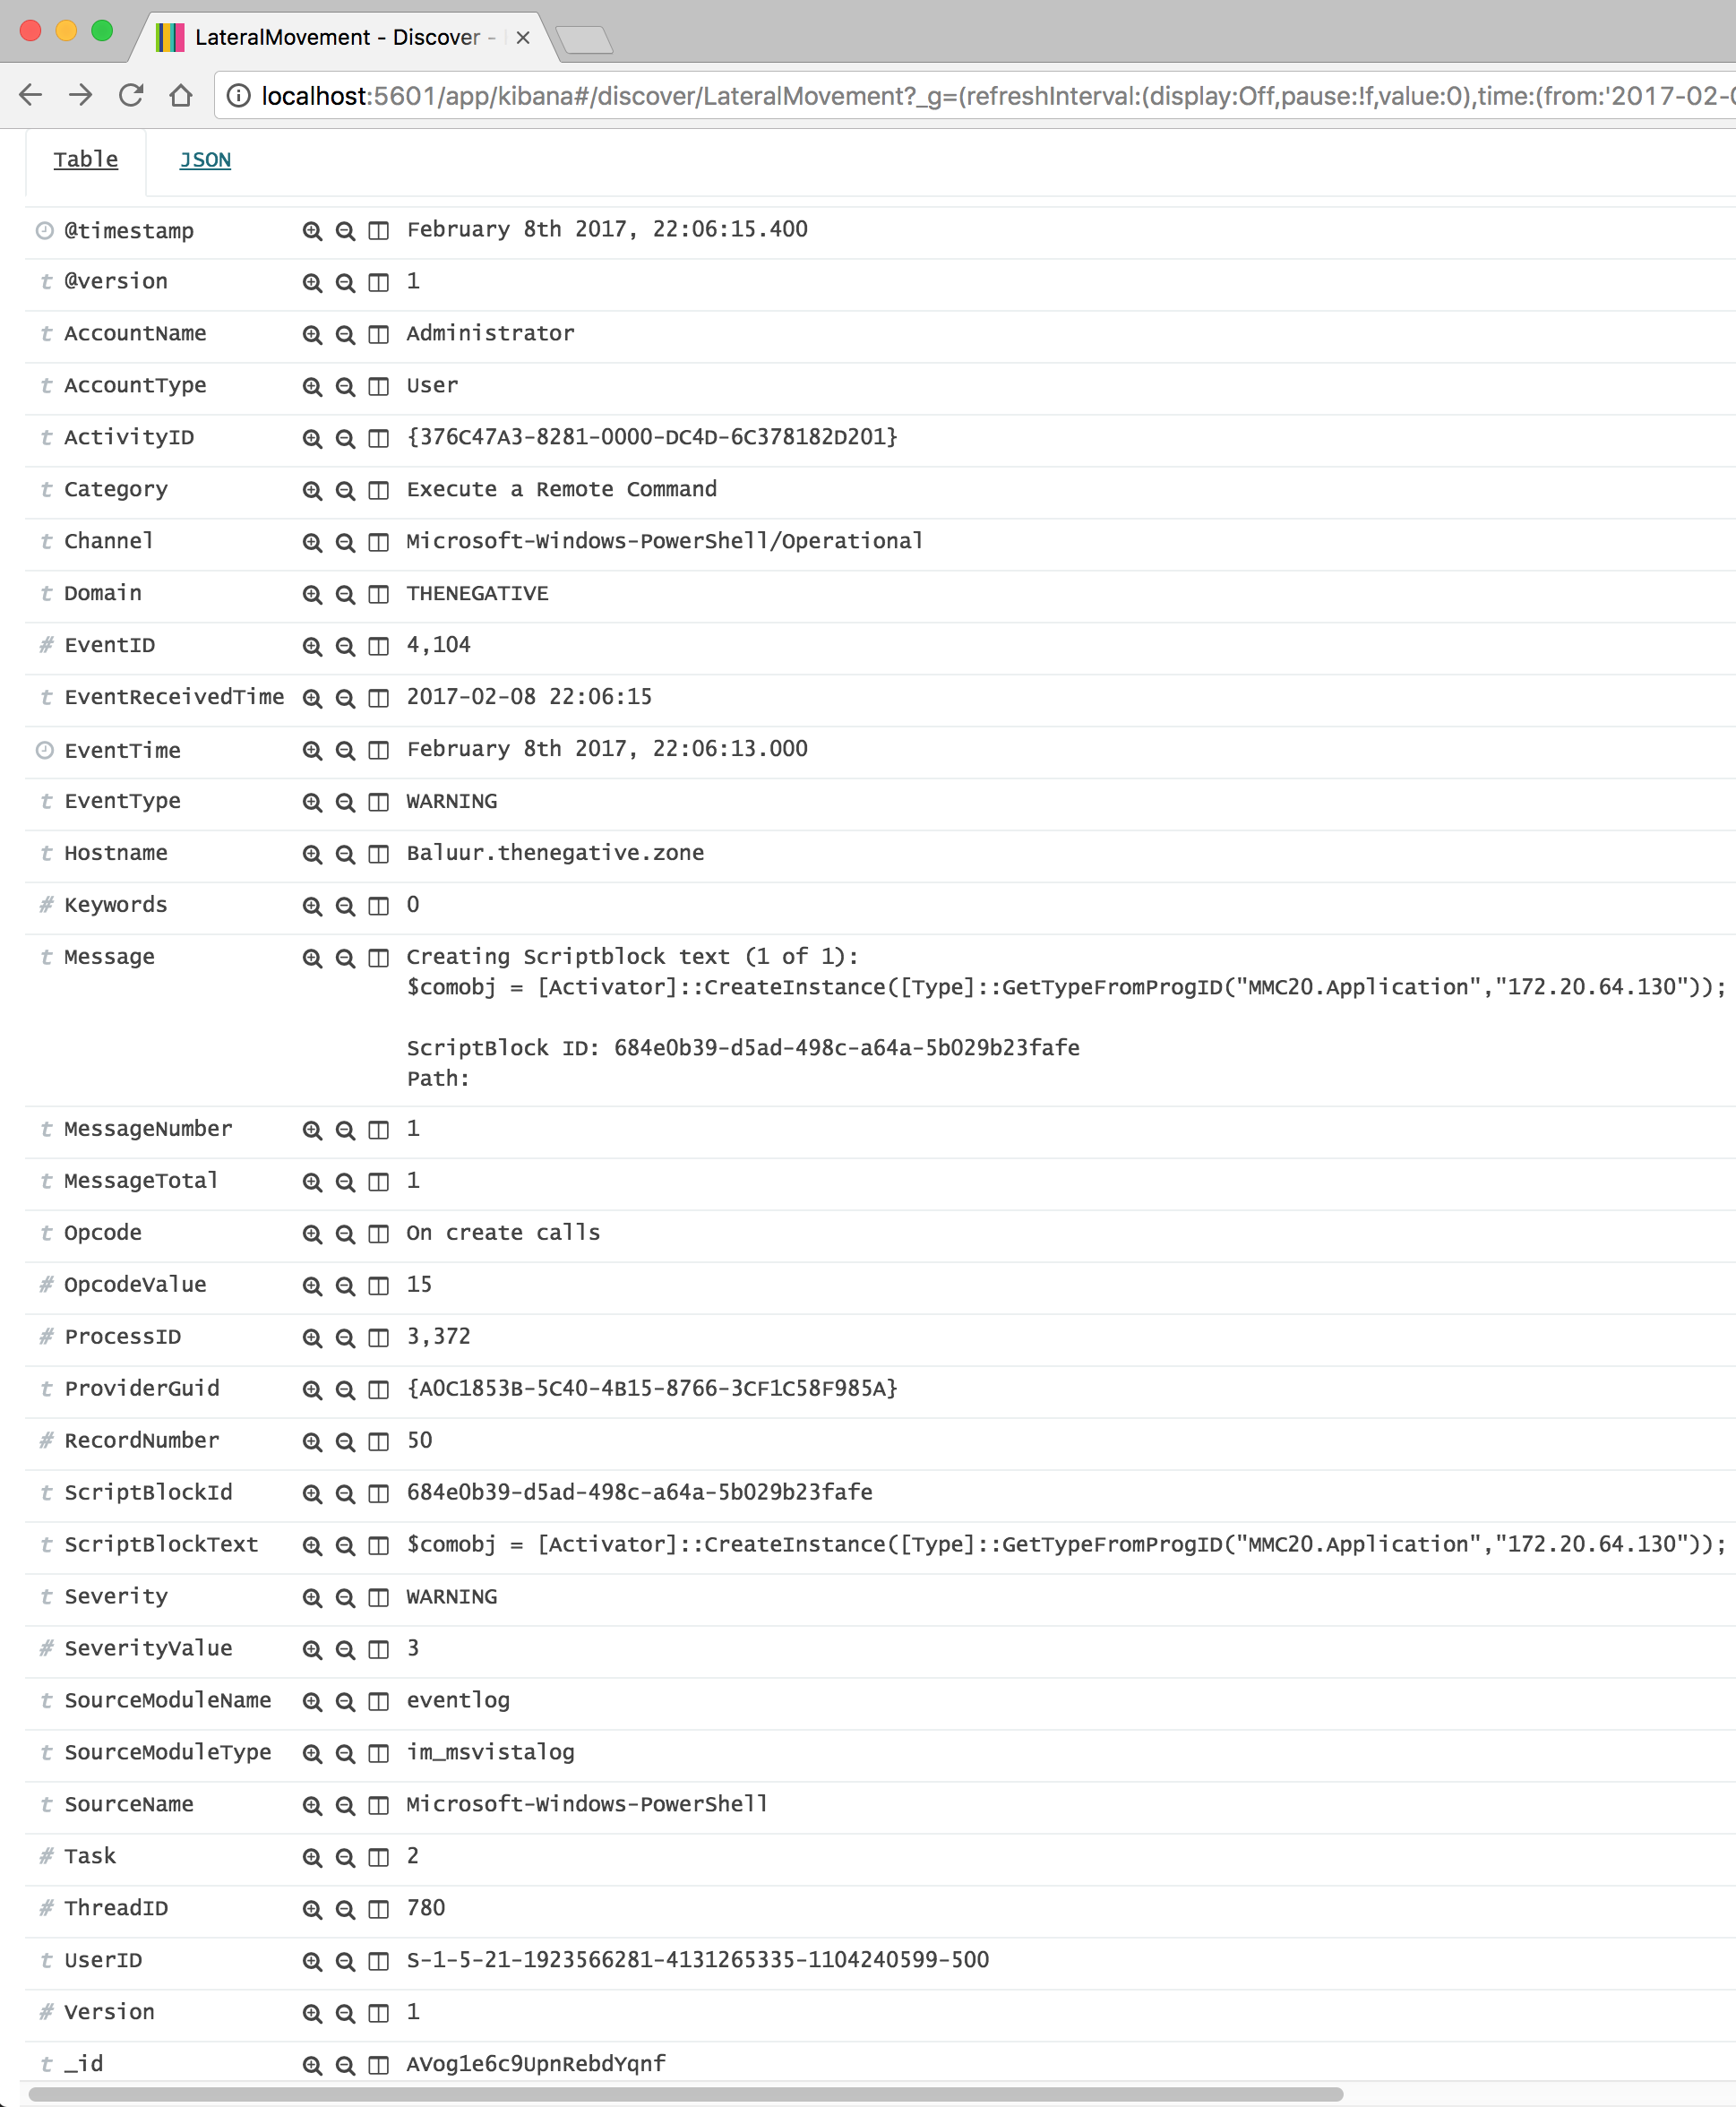 LateralMovement - Discover -
localhost:5601/app/kibana#/discover/LateralMovement?_g=(refreshInterval:(display:Off,pause:!f,value:0),time:(from:'2017-02-0
Table JSON
@timestamp February 8th 2017, 22:06:15.400
t @version 1
t AccountName Administrator
t AccountType User
t ActivityID {376C47A3-8281-0000-DC4D-6C378182D201}
t Category Execute a Remote Command
t Channel Microsoft-Windows-PowerShell/Operational
t Domain THENEGATIVE
# EventID 4,104
t EventReceivedTime 2017-02-08 22:06:15
EventTime February 8th 2017, 22:06:13.000
t EventType WARNING
t Hostname Baluur.thenegative.zone
# Keywords 0
t Message Creating Scriptblock text (1 of 1):
$comobj = [Activator]::CreateInstance([Type]::GetTypeFromProgID("MMC20.Application","172.20.64.130"));
ScriptBlock ID: 684e0b39-d5ad-498c-a64a-5b029b23fafe
Path:
t MessageNumber 1
t MessageTotal 1
t Opcode On create calls
# OpcodeValue 15
# ProcessID 3,372
t ProviderGuid {A0C1853B-5C40-4B15-8766-3CF1C58F985A}
# RecordNumber 50
t ScriptBlockId 684e0b39-d5ad-498c-a64a-5b029b23fafe
t ScriptBlockText $comobj = [Activator]::CreateInstance([Type]::GetTypeFromProgID("MMC20.Application","172.20.64.130"));
t Severity WARNING
# SeverityValue 3
t SourceModuleName eventlog
t SourceModuleType im_msvistalog
t SourceName Microsoft-Windows-PowerShell
# Task 2
# ThreadID 780
t UserID S-1-5-21-1923566281-4131265335-1104240599-500
# Version 1
t _id AVog1e6c9UpnRebdYqnf